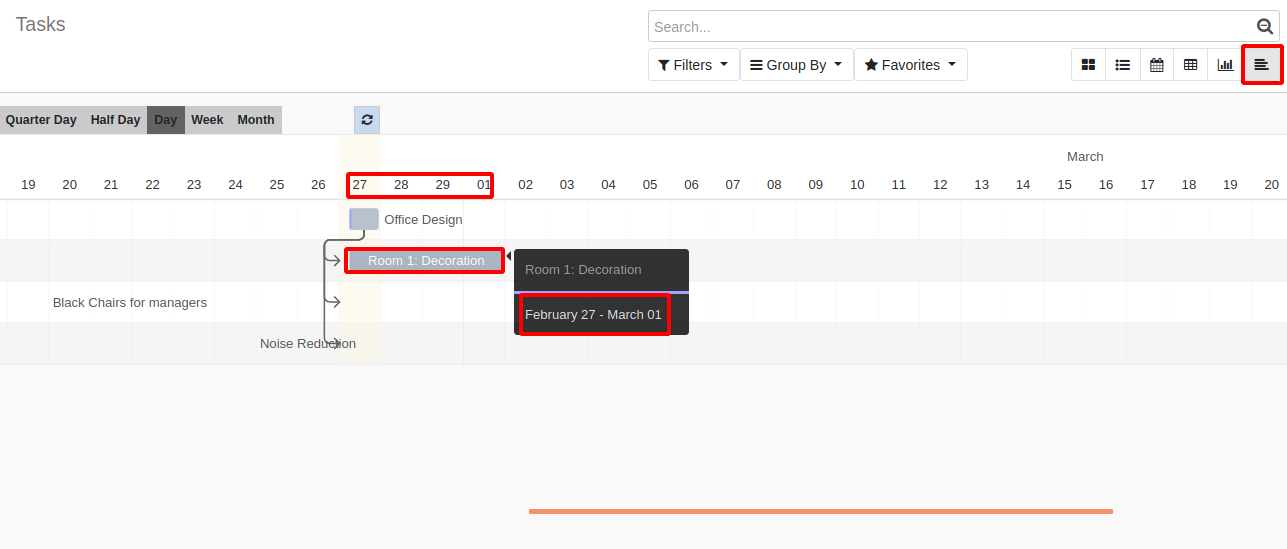 Tasks
Search...
Filters Group By Favorites
Quarter Day Half Day Day Week Month
March
19 20 21 22 23 24 25 26 27 28 29 01 02 03 04 05 06 07 08 09 10 11 12 13 14 15 16 17 18 19 20
Office Design
Room 1: Decoration
Room 1: Decoration
Black Chairs for managers
February 27 - March 01
Noise Reduction